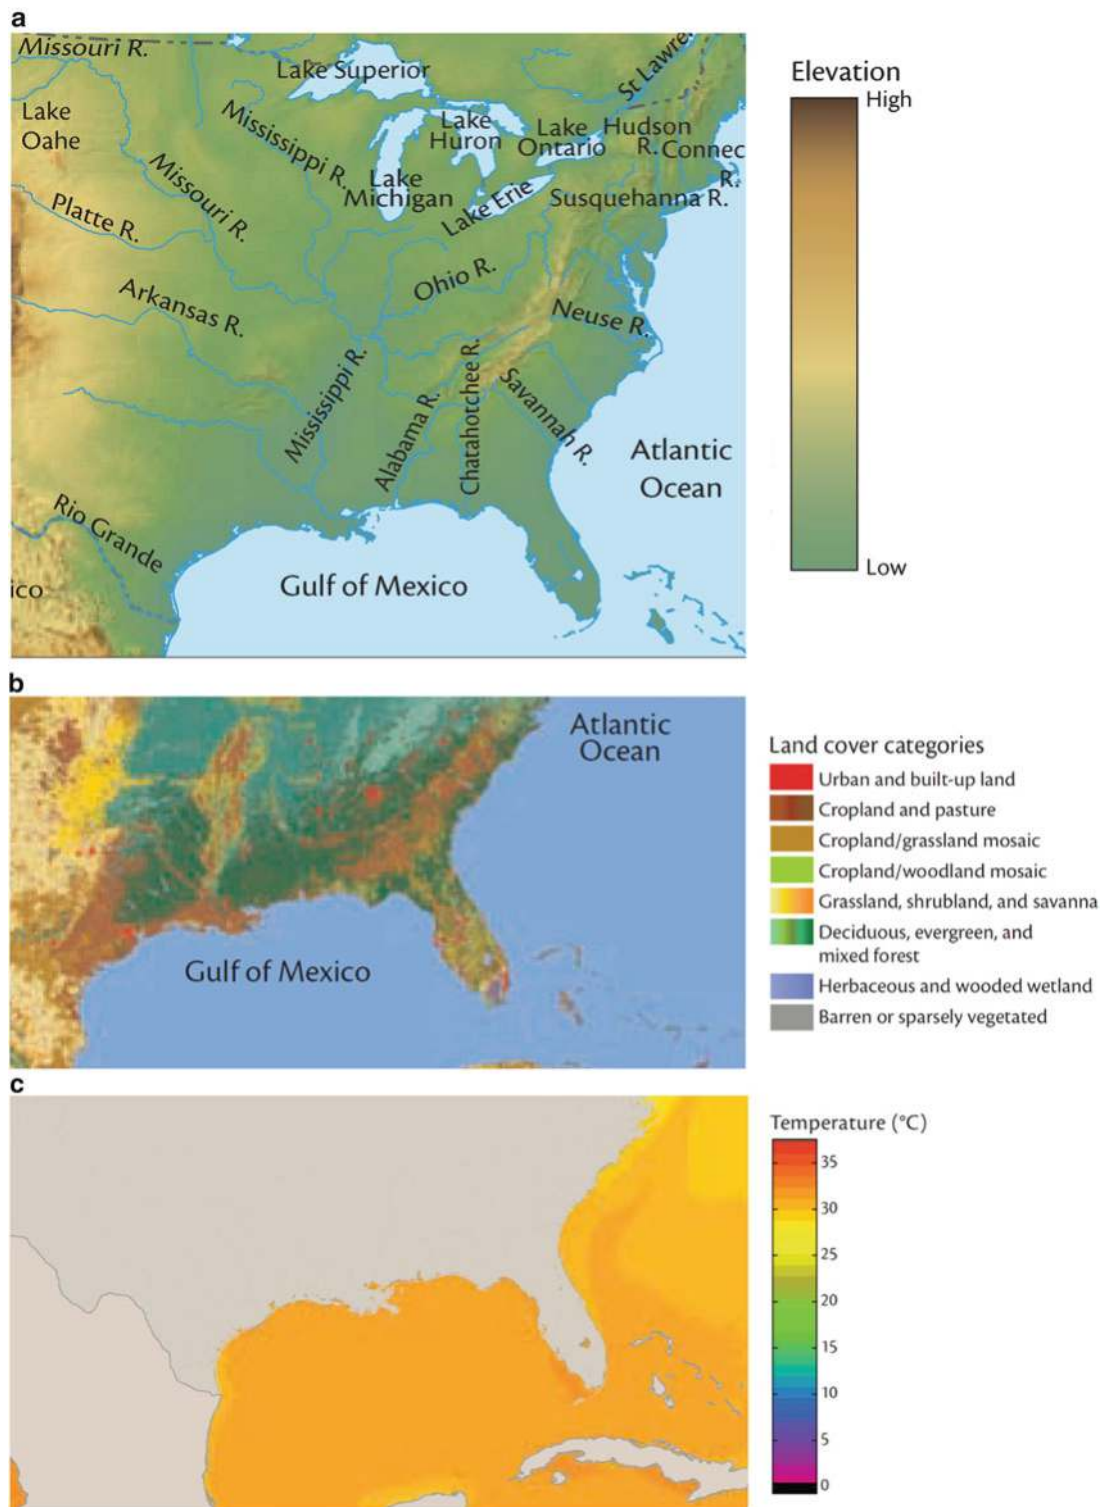 a
Missouri R.
Lake Superior
St Lawre.
Elevation
High
Lake
Oahe
Mississippi R.
Lake
Huron
Lake
Ontario
Hudson
R.
Connec
R.
Missouri R.
Lake
Michigan
Lake Erie
Susquehanna R.
Platte R.
Ohio R.
Arkansas R.
Neuse R.
Mississippi R.
Alabama R.
Chatahotchee R.
Savannah R.
Atlantic
Ocean
Rio Grande
Low
ico
Gulf of Mexico
b
Atlantic
Ocean
Gulf of Mexico
Land cover categories
Urban and built-up land
Cropland and pasture
Cropland/grassland mosaic
Cropland/woodland mosaic
Grassland, shrubland, and savanna
Deciduous, evergreen, and
mixed forest
Herbaceous and wooded wetland
Barren or sparsely vegetated
c
Temperature (°C)
35
30
25
20
15
10
5
0